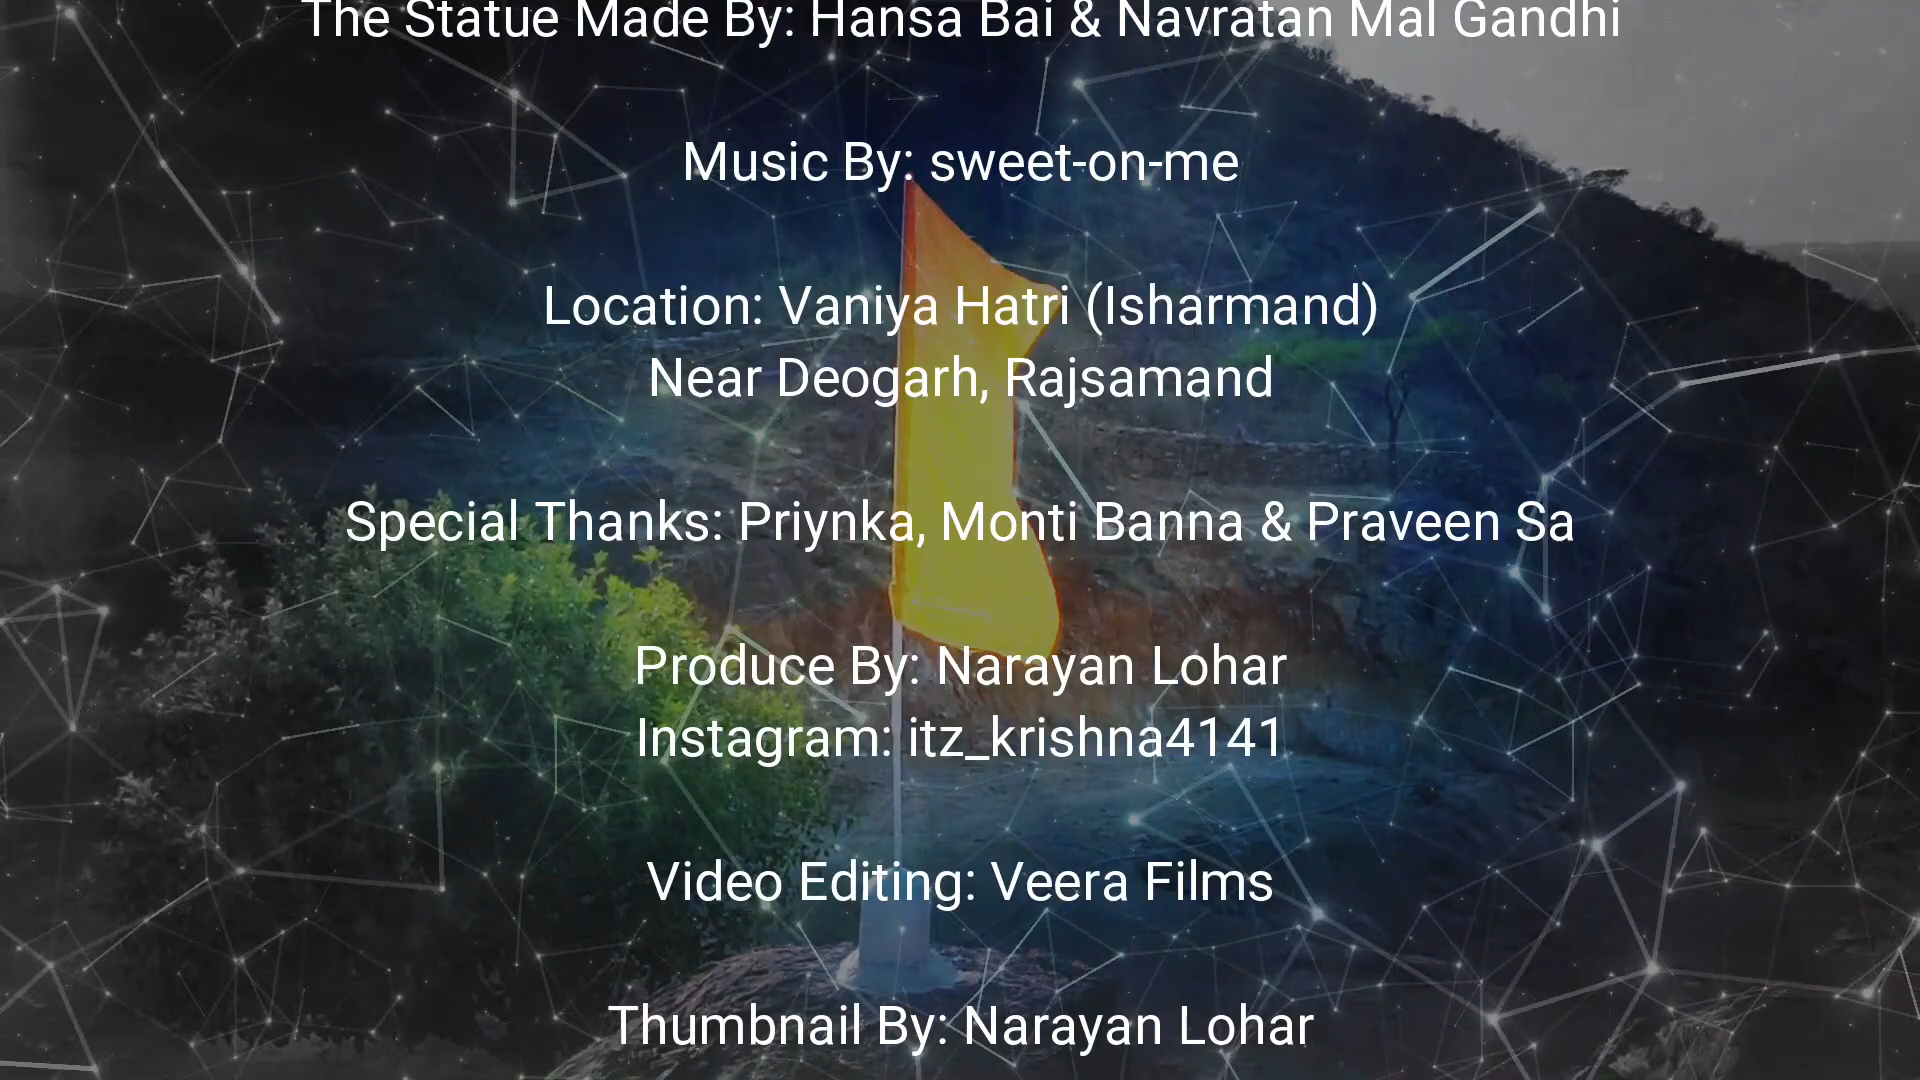 The Statue Made By: Hansa Bai & Navratan Mal Gandhi
Music By: sweet-on-me
Location: Vaniya Hatri (Isharmand)
Near Deogarh, Rajsamand
Special Thanks: Priynka, Monti Banna & Praveen Sa
Produce By: Narayan Lohar
Instagram: itz_krishna4141
Video Editing: Veera Films
Thumbnail By: Narayan Lohar